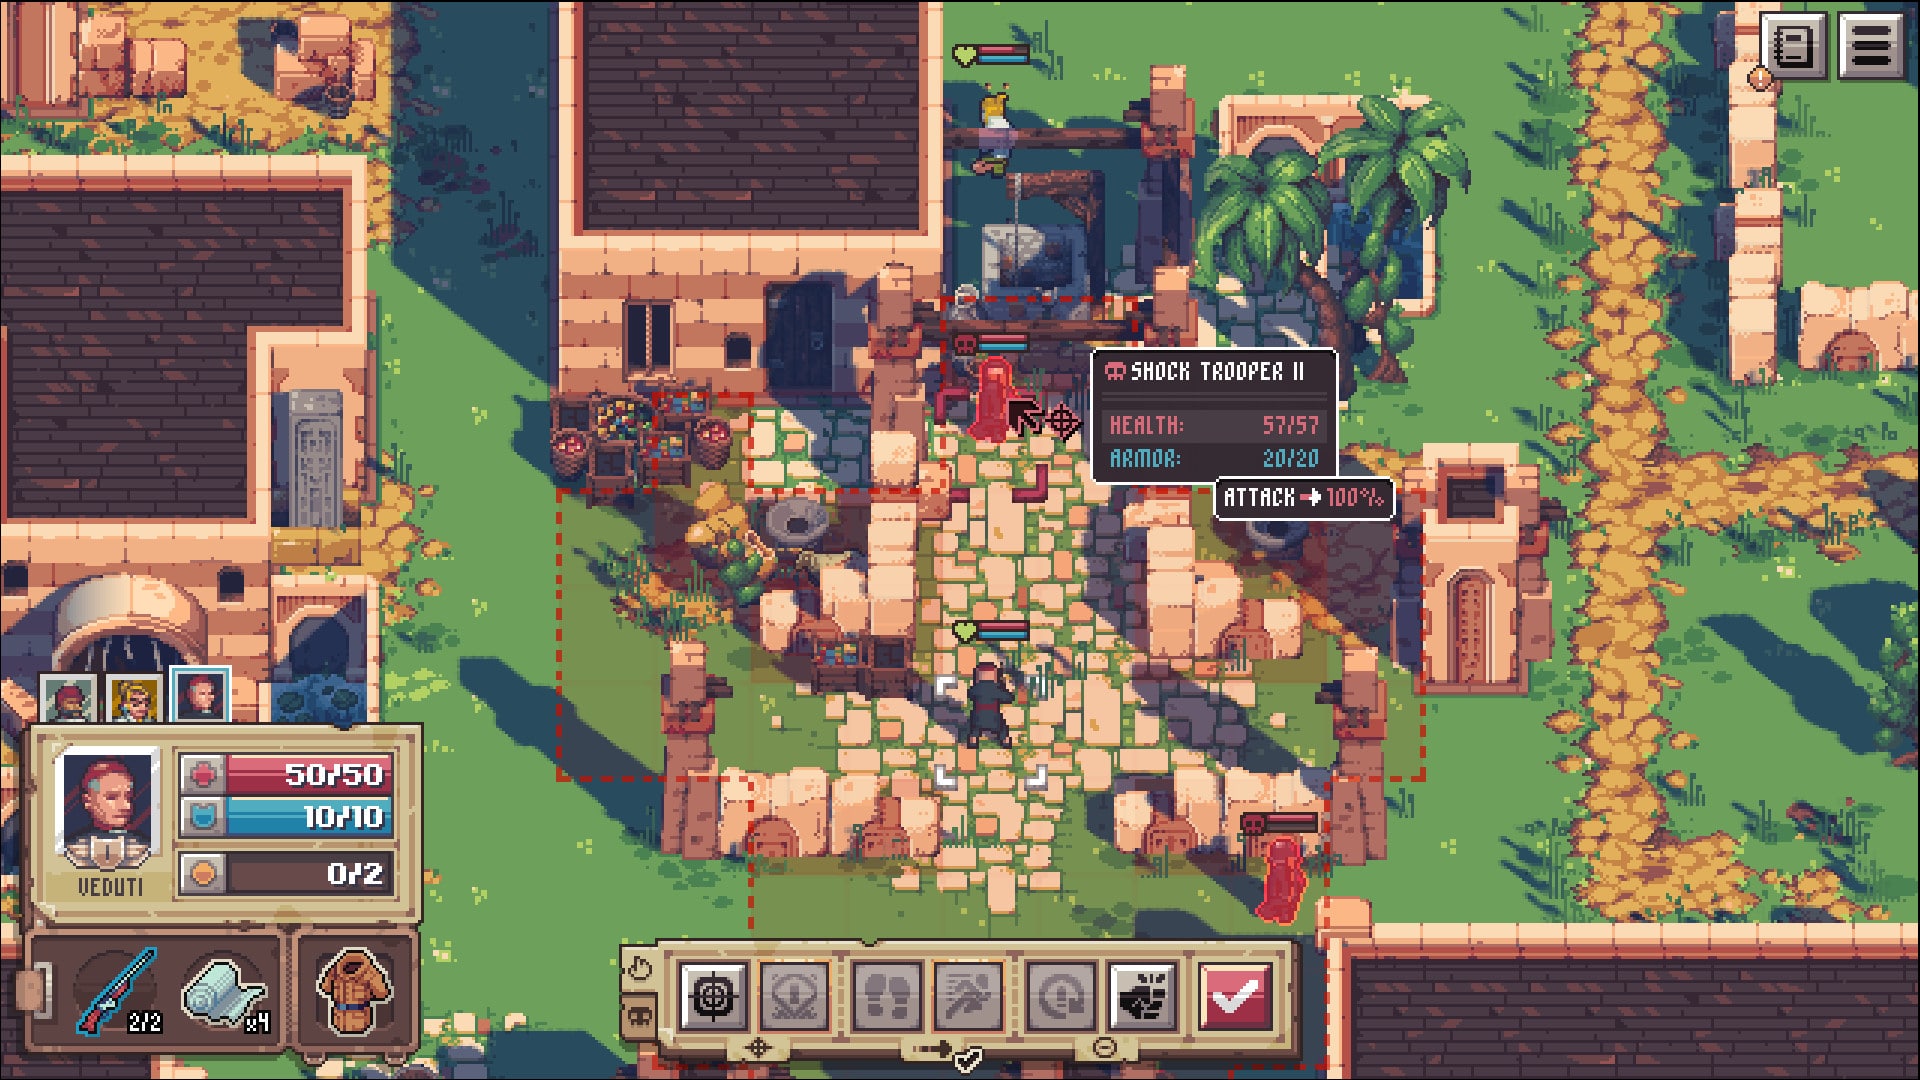 SHOCK TROOPER II
HEALTH: 57/57
ARMOR: 20/20
ATTACK 100%
50/50
10/10
0/2
VEDUTI
2/2
x4